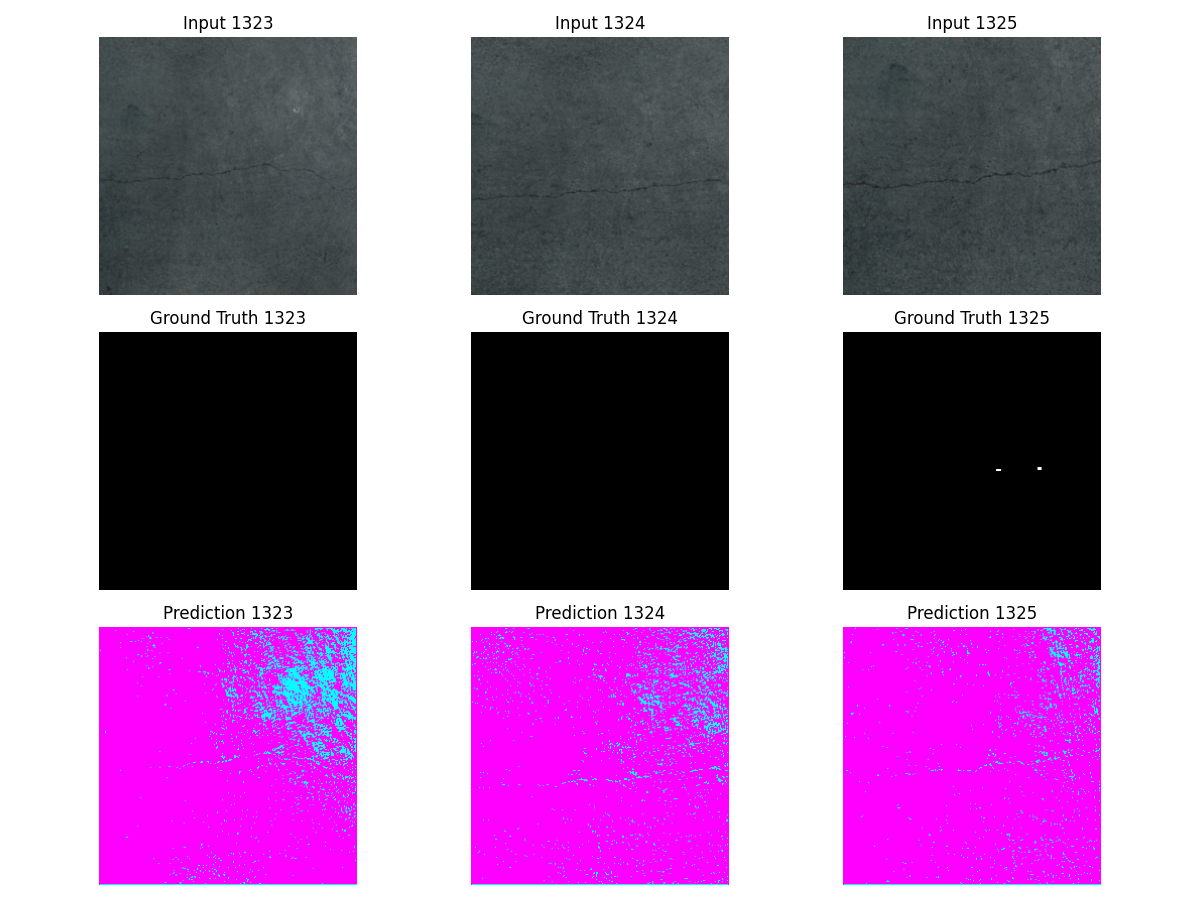 Input 1323
Input 1324
Input 1325
Ground Truth 1323
Ground Truth 1324
Ground Truth 1325
Prediction 1323
Prediction 1324
Prediction 1325